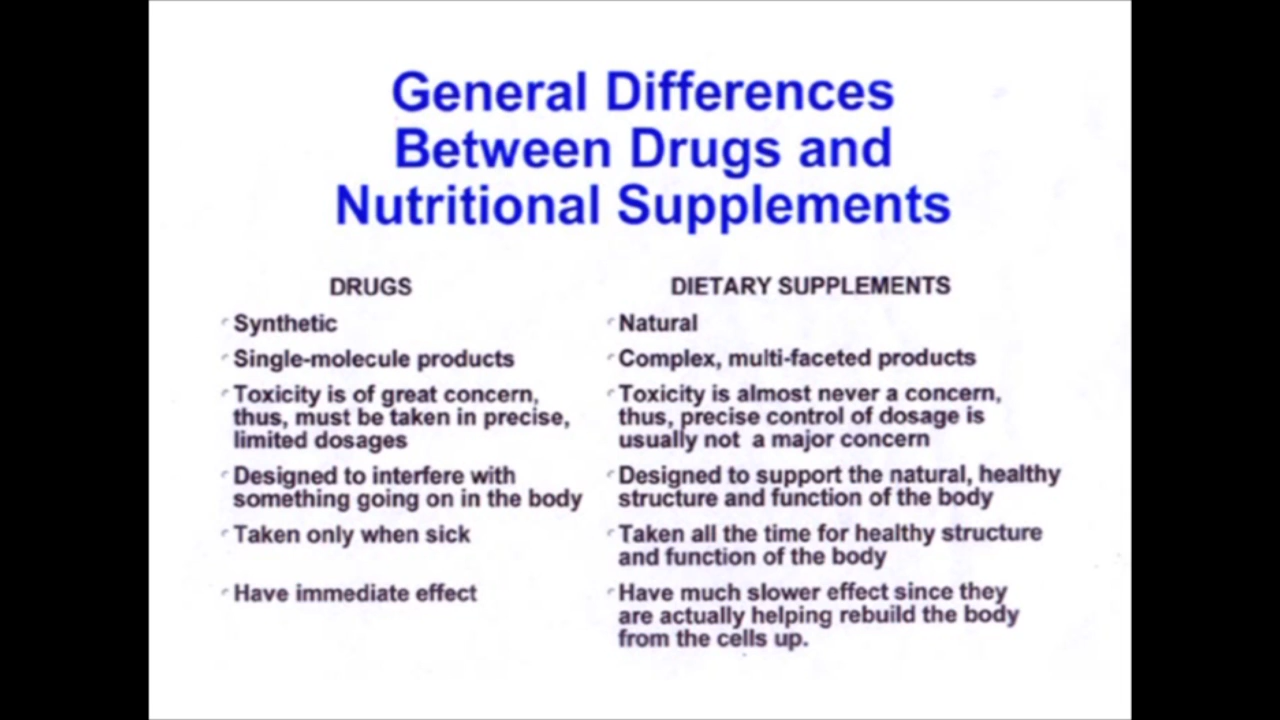 General Differences
Between Drugs and
Nutritional Supplements
DRUGS
Synthetic
Single-molecule products
Toxicity is of great concern,
thus, must be taken in precise,
limited dosages
Designed to interfere with
something going on in the body
Taken only when sick
Have immediate effect
DIETARY SUPPLEMENTS
Natural
Complex, multi-faceted products
Toxicity is almost never a concern,
thus, precise control of dosage is
usually not a major concern
Designed to support the natural, healthy
structure and function of the body
Taken all the time for healthy structure
and function of the body
Have much slower effect since they
are actually helping rebuild the body
from the cells up.